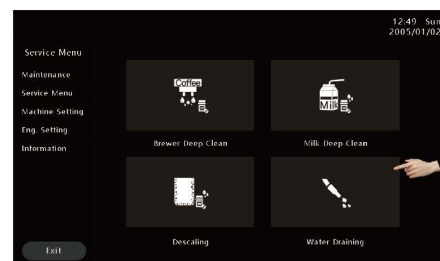 12:49 Sun
2005/01/02
Service Menu
Maintenance
Service Menu
Machine Setting
Eng. Setting
Information
Exit
Coffee
Brewer Deep Clean
Milk
Milk Deep Clean
Descaling
Water Draining